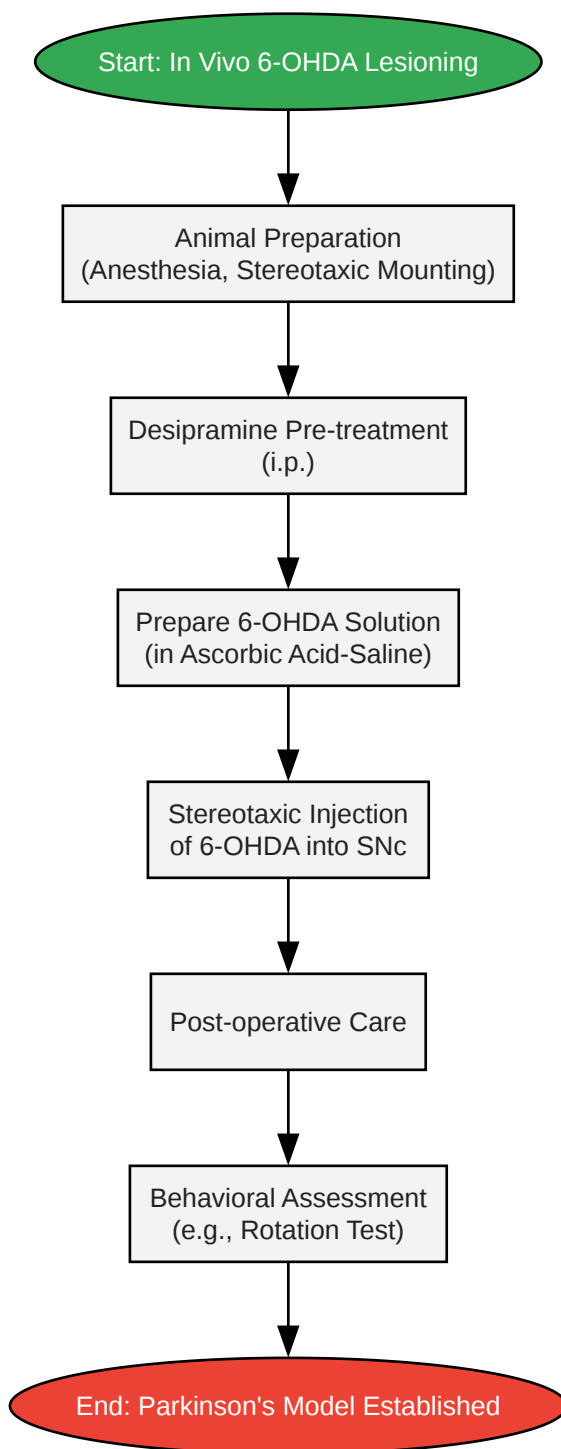 Start: In Vivo 6-OHDA Lesioning
Animal Preparation
(Anesthesia, Stereotaxic Mounting)
Desipramine Pre-treatment
(i.p.)
Prepare 6-OHDA Solution
(in Ascorbic Acid-Saline)
Stereotaxic Injection
of 6-OHDA into SNc
Post-operative Care
Behavioral Assessment
(e.g., Rotation Test)
End: Parkinson's Model Established